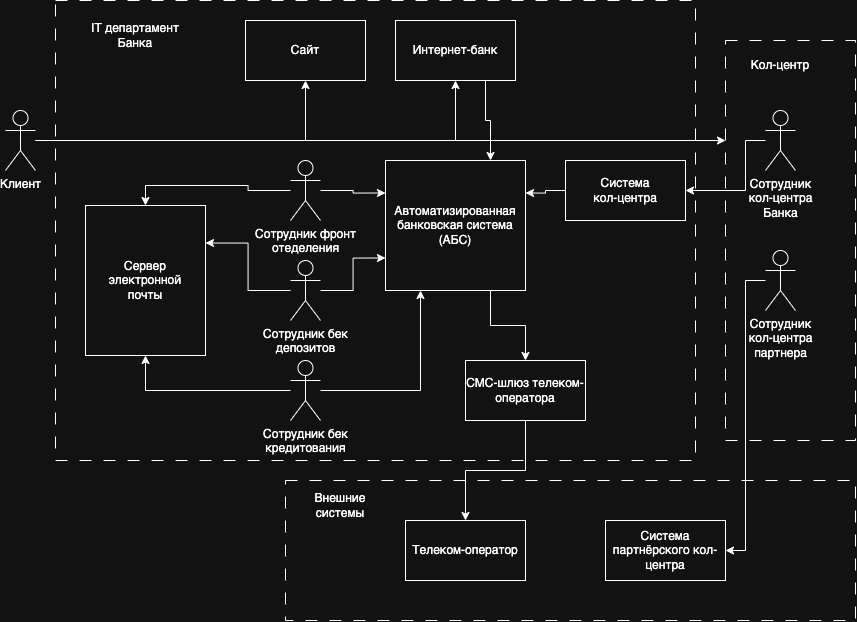 IT департамент
Банка
Сайт
Интернет-банк
Кол-центр
Клиент
Сотрудник
кол-центра
Банка
Система
кол-центра
Автоматизированная
банковская система
(АБС)
Сотрудник фронт
отеделения
Сервер
электронной
почты
Сотрудник бек
депозитов
Сотрудник
кол-центра
партнера
СМС-шлюз телеком-
оператора
Сотрудник бек
кредитования
Внешние
системы
Телеком-оператор
Система
партнёрского кол-
центра